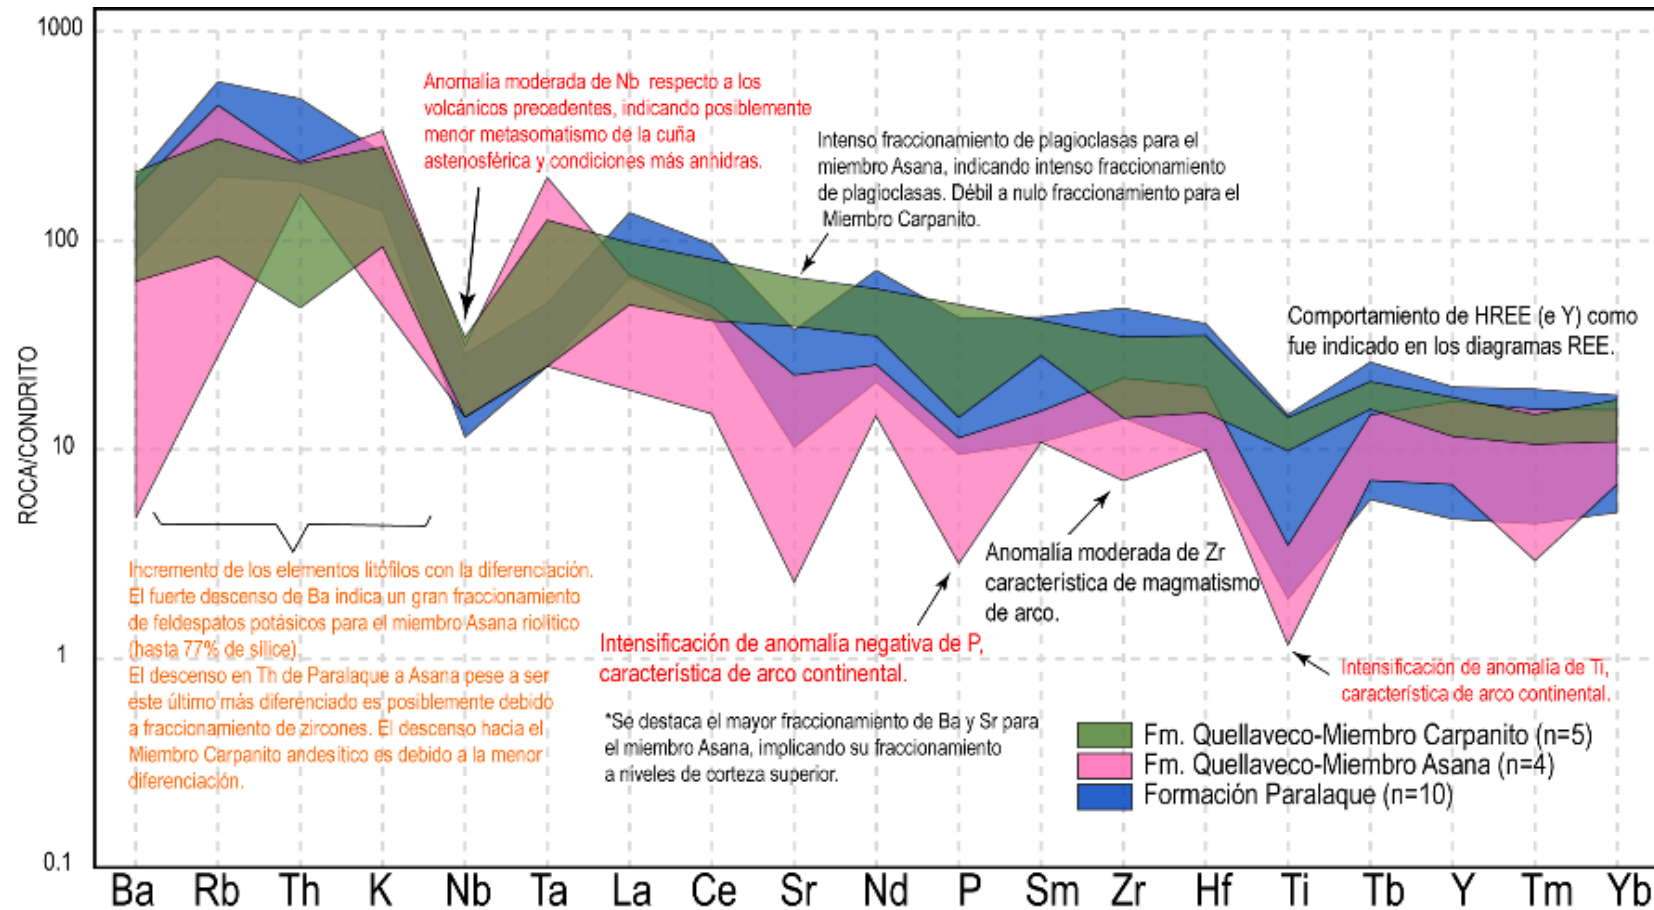 1000
100
10
1
0.1
ROCA/CONDRITO
Anomalia moderada de Nb respecto a los
volcánicos precedentes, indicando posiblemente
menor metasomatismo de la cuña
astenosférica y condiciones más anhidras.
Intenso fraccionamiento de plagioclasas para el
miembro Asana, indicando intenso fraccionamiento
de plagioclasas. Débil a nulo fraccionamiento para el
Miembro Carpanito.
Comportamiento de HREE (e Y) como
fue indicado en los diagramas REE.
Incremento de los elementos litófilos con la diferenciación.
El fuerte descenso de Ba indica un gran fraccionamiento
de feldespatos potásicos para el miembro Asana riolítico
(hasta 77% de sílice).
El descenso en Th de Paralaque a Asana pese a ser
este último más diferenciado es posiblemente debido
a fraccionamiento de zircones. El descenso hacia el
Miembro Carpanito andesítico es debido a la menor
diferenciación.
Anomalía moderada de Zr
característica de magmatismo
de arco.
Intensificación de anomalía negativa de P,
característica de arco continental.
*Se destaca el mayor fraccionamiento de Ba y Sr para
el miembro Asana, implicando su fraccionamiento
a niveles de corteza superior.
Intensificación de anomalía de Ti,
característica de arco continental.
Fm. Quellaveco-Miembro Carpanito (n=5)
Fm. Quellaveco-Miembro Asana (n=4)
Formación Paralaque (n=10)
Ba Rb Th K Nb Ta La Ce Sr Nd P Sm Zr Hf Ti Tb Y Tm Yb